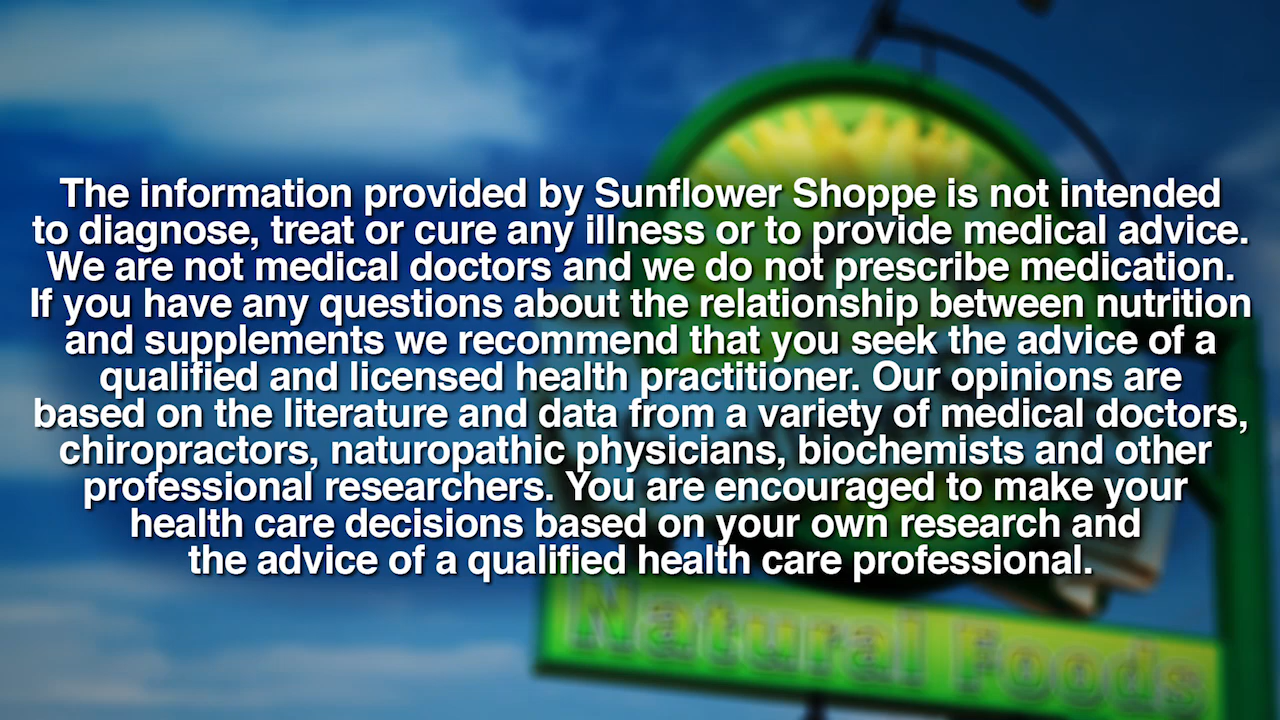 The information provided by Sunflower Shoppe is not intended
to diagnose, treat or cure any illness or to provide medical advice.
We are not medical doctors and we do not prescribe medication.
If you have any questions about the relationship between nutrition
and supplements we recommend that you seek the advice of a
qualified and licensed health practitioner. Our opinions are
based on the literature and data from a variety of medical doctors,
chiropractors, naturopathic physicians, biochemists and other
professional researchers. You are encouraged to make your
health care decisions based on your own research and
the advice of a qualified health care professional.
Natural Foods